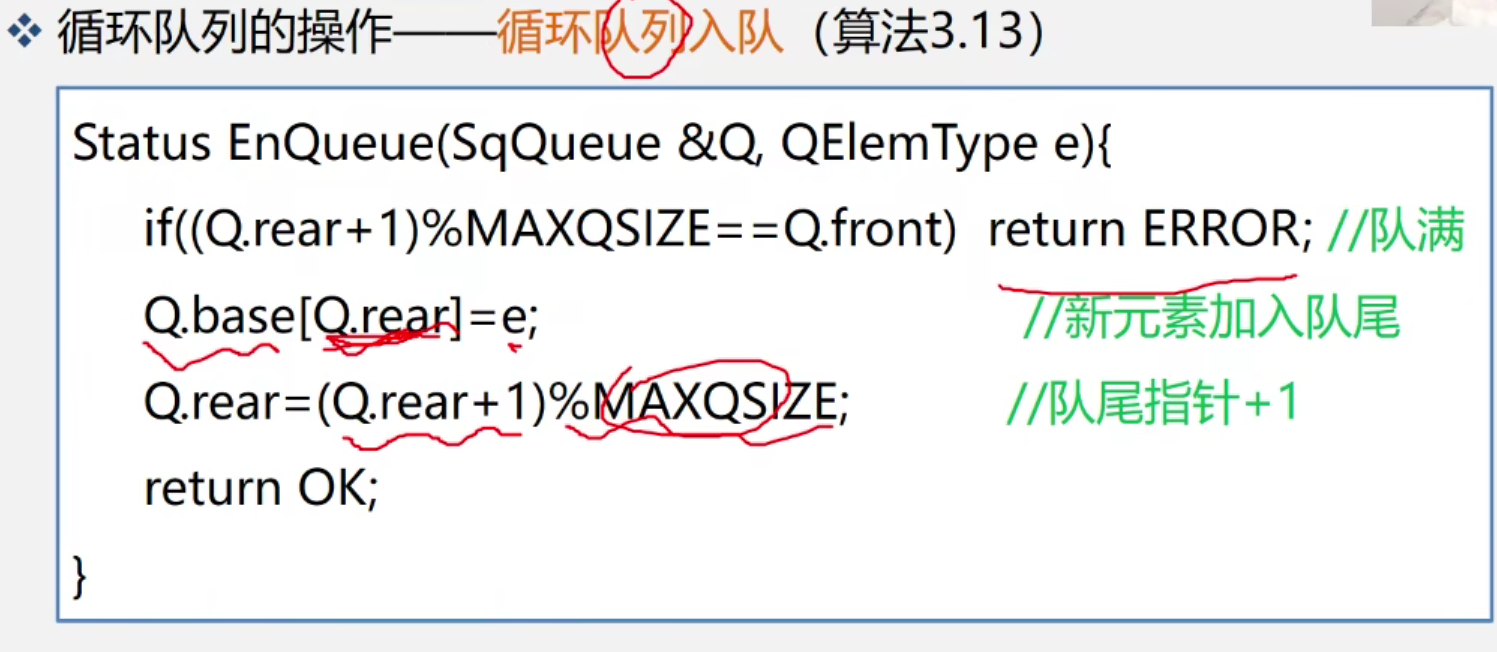 ❖ 循环队列的操作——循环队列入队（算法3.13）
Status EnQueue(SqQueue &Q, QElemType e){
if((Q.rear+1)%MAXQSIZE==Q.front) return ERROR; //队满
Q.base[Q.rear]=e; //新元素加入队尾
Q.rear=(Q.rear+1)%MAXQSIZE; //队尾指针+1
return OK;
}